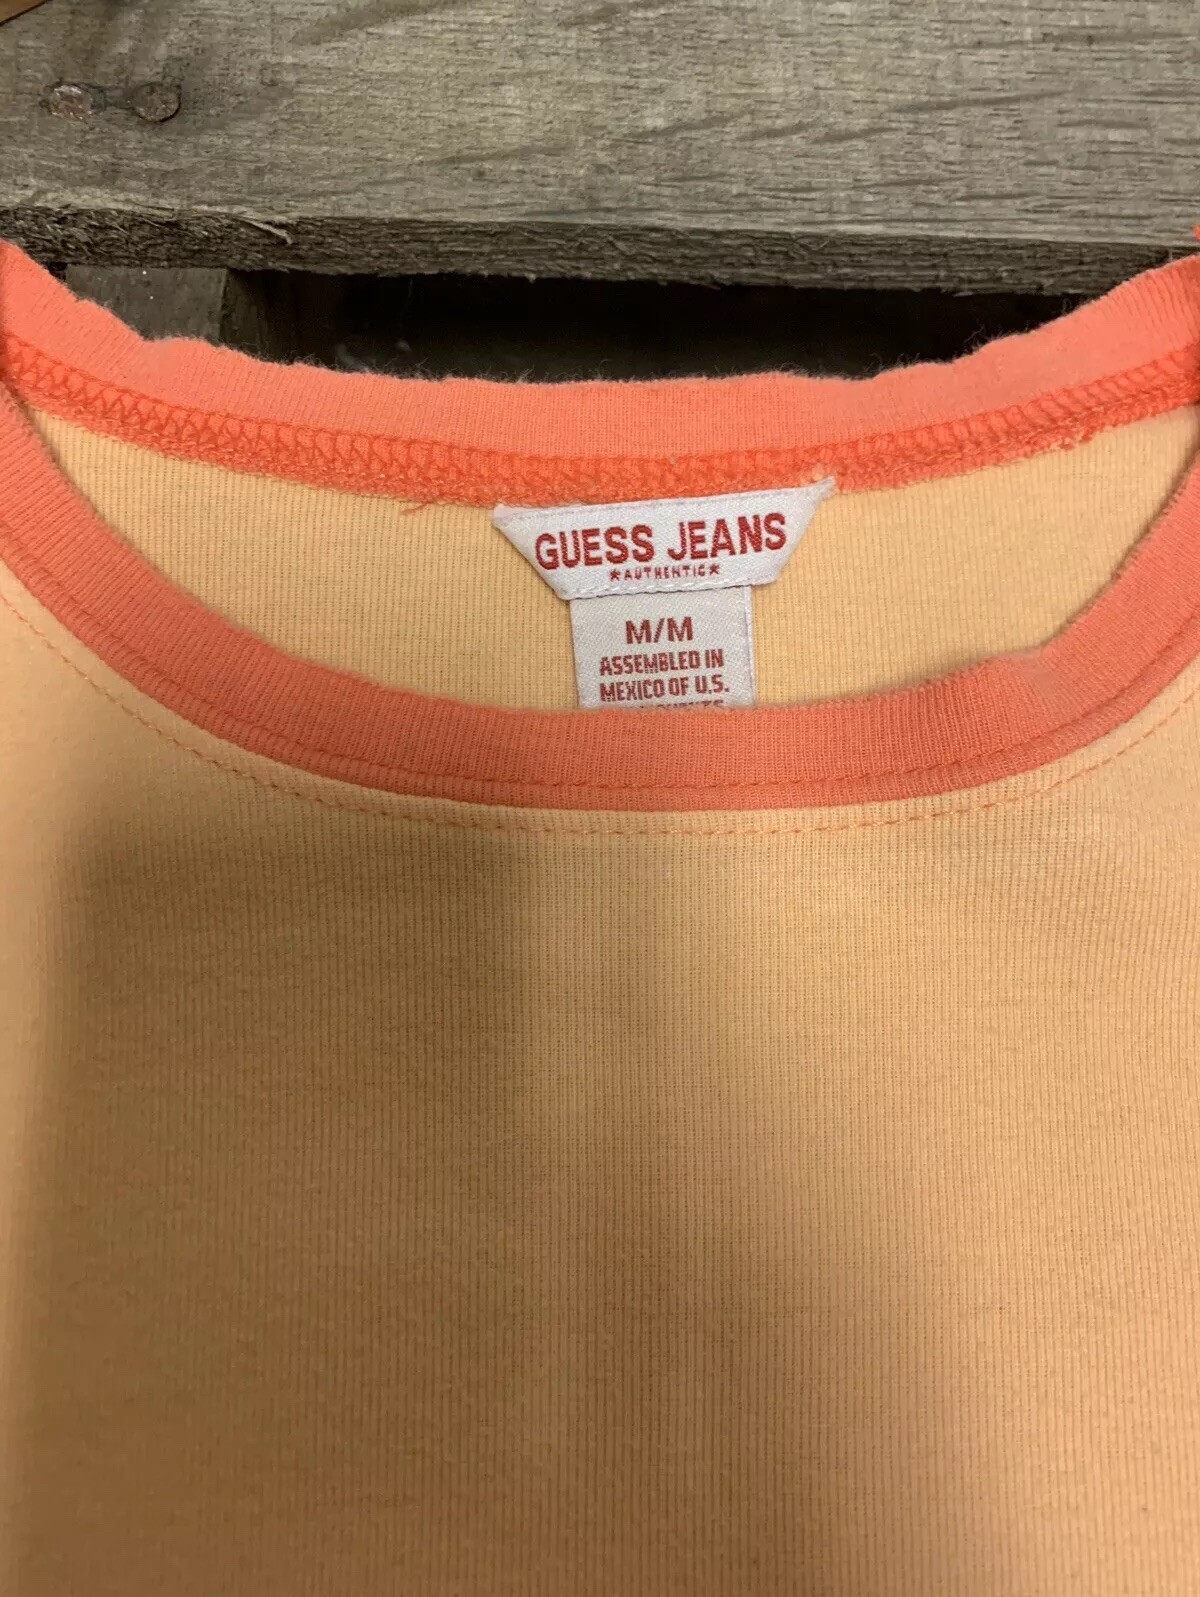 GUESS JEANS
★AUTHENTIC★
M/M
ASSEMBLED IN
MEXICO OF U.S.